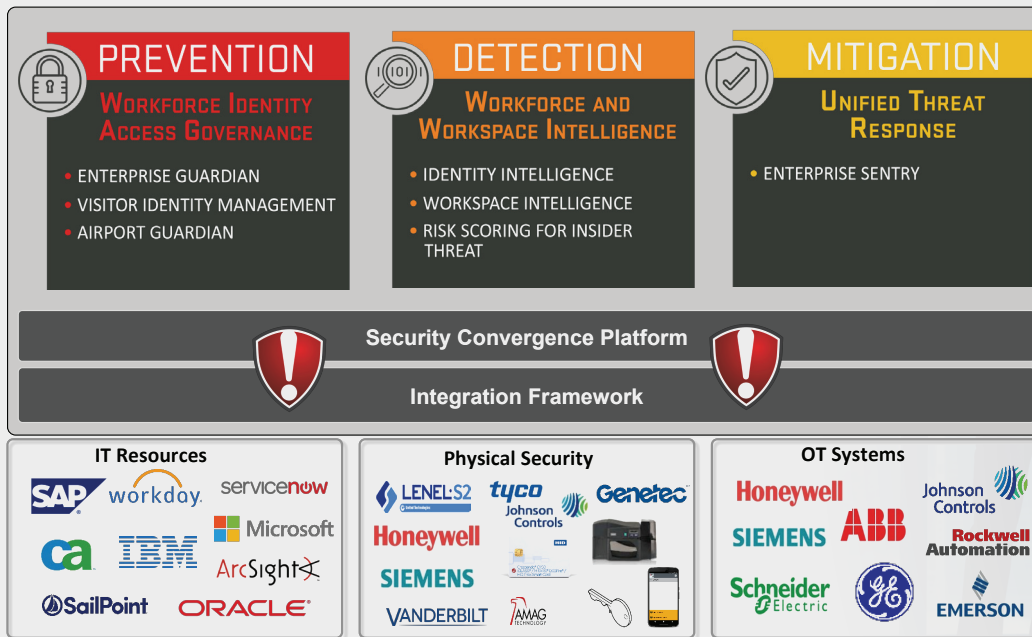 PREVENTION
WORKFORCE IDENTITY
ACCESS GOVERNANCE
• ENTERPRISE GUARDIAN
• VISITOR IDENTITY MANAGEMENT
• AIRPORT GUARDIAN
|101|
DETECTION
WORKFORCE AND
WORKSPACE INTELLIGENCE
• IDENTITY INTELLIGENCE
• WORKSPACE INTELLIGENCE
• RISK SCORING FOR INSIDER
THREAT
MITIGATION
UNIFIED THREAT
RESPONSE
• ENTERPRISE SENTRY
Security Convergence Platform
Integration Framework
IT Resources
SAP
workday.
servicenow
Microsoft
ca
IBM
ArcSight
SailPoint
ORACLE
Physical Security
LENEL·S2
tyco
Johnson
Controls
Genetec
Honeywell
SIEMENS
VANDERBILT
AMAG
TECHNOLOGY
OT Systems
Honeywell
Johnson
Controls
SIEMENS
ABB
Rockwell
Automation
Schneider
Electric
GE
EMERSON